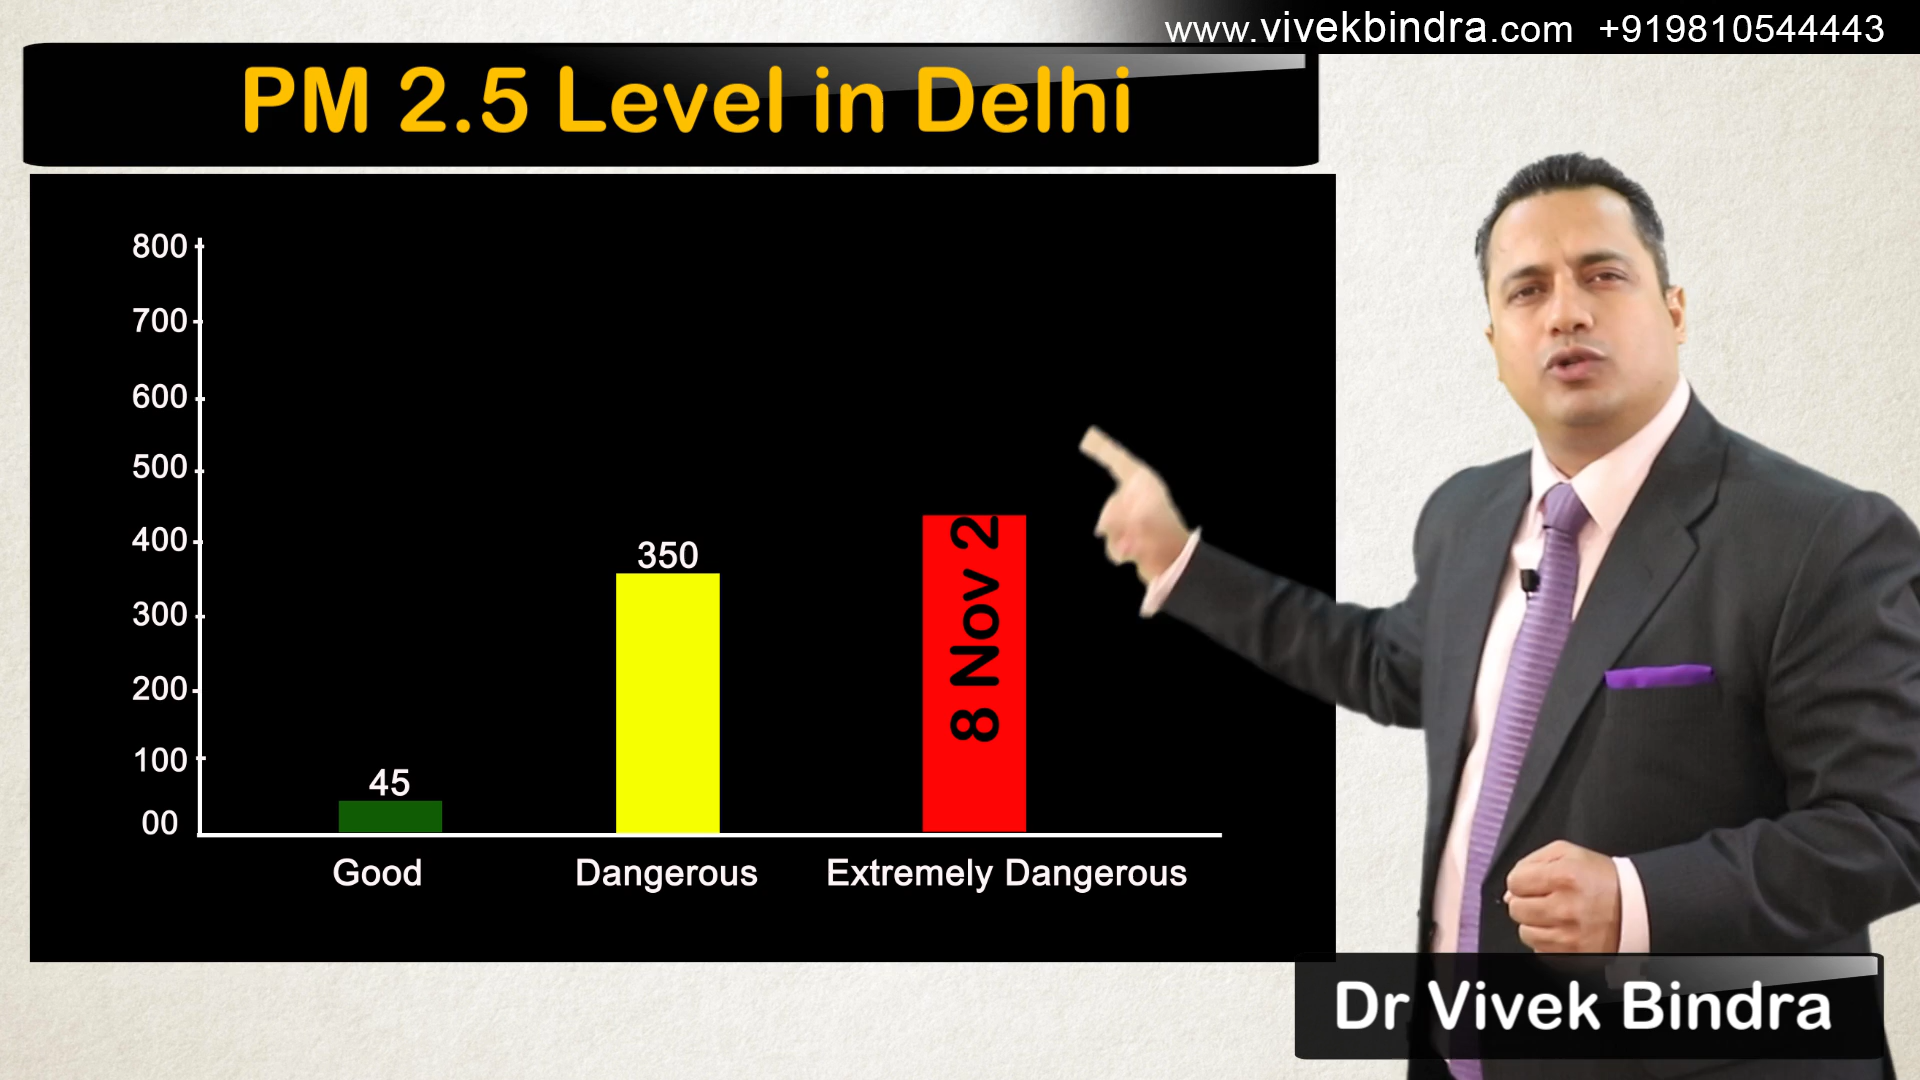 www.vivekbindra.com +919810544443
PM 2.5 Level in Delhi
800
700
600
500
400
300
200
100
00
45
350
8 Nov 2
Good Dangerous Extremely Dangerous
Dr Vivek Bindra